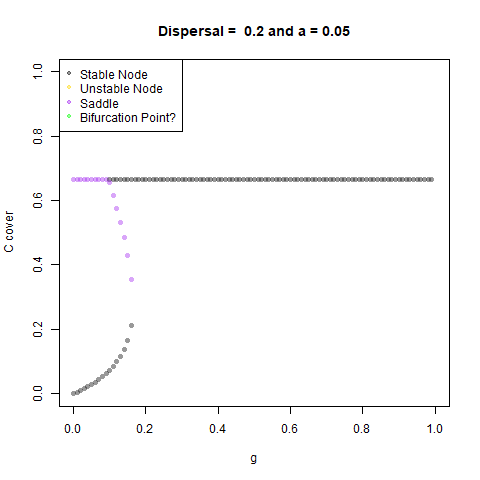 Dispersal =  0.2 and a = 0.05
Stable Node
Unstable Node
Saddle
Bifurcation Point?
C cover
1.0
0.8
0.6
0.4
0.2
0.0
0.0 0.2 0.4 0.6 0.8 1.0
g